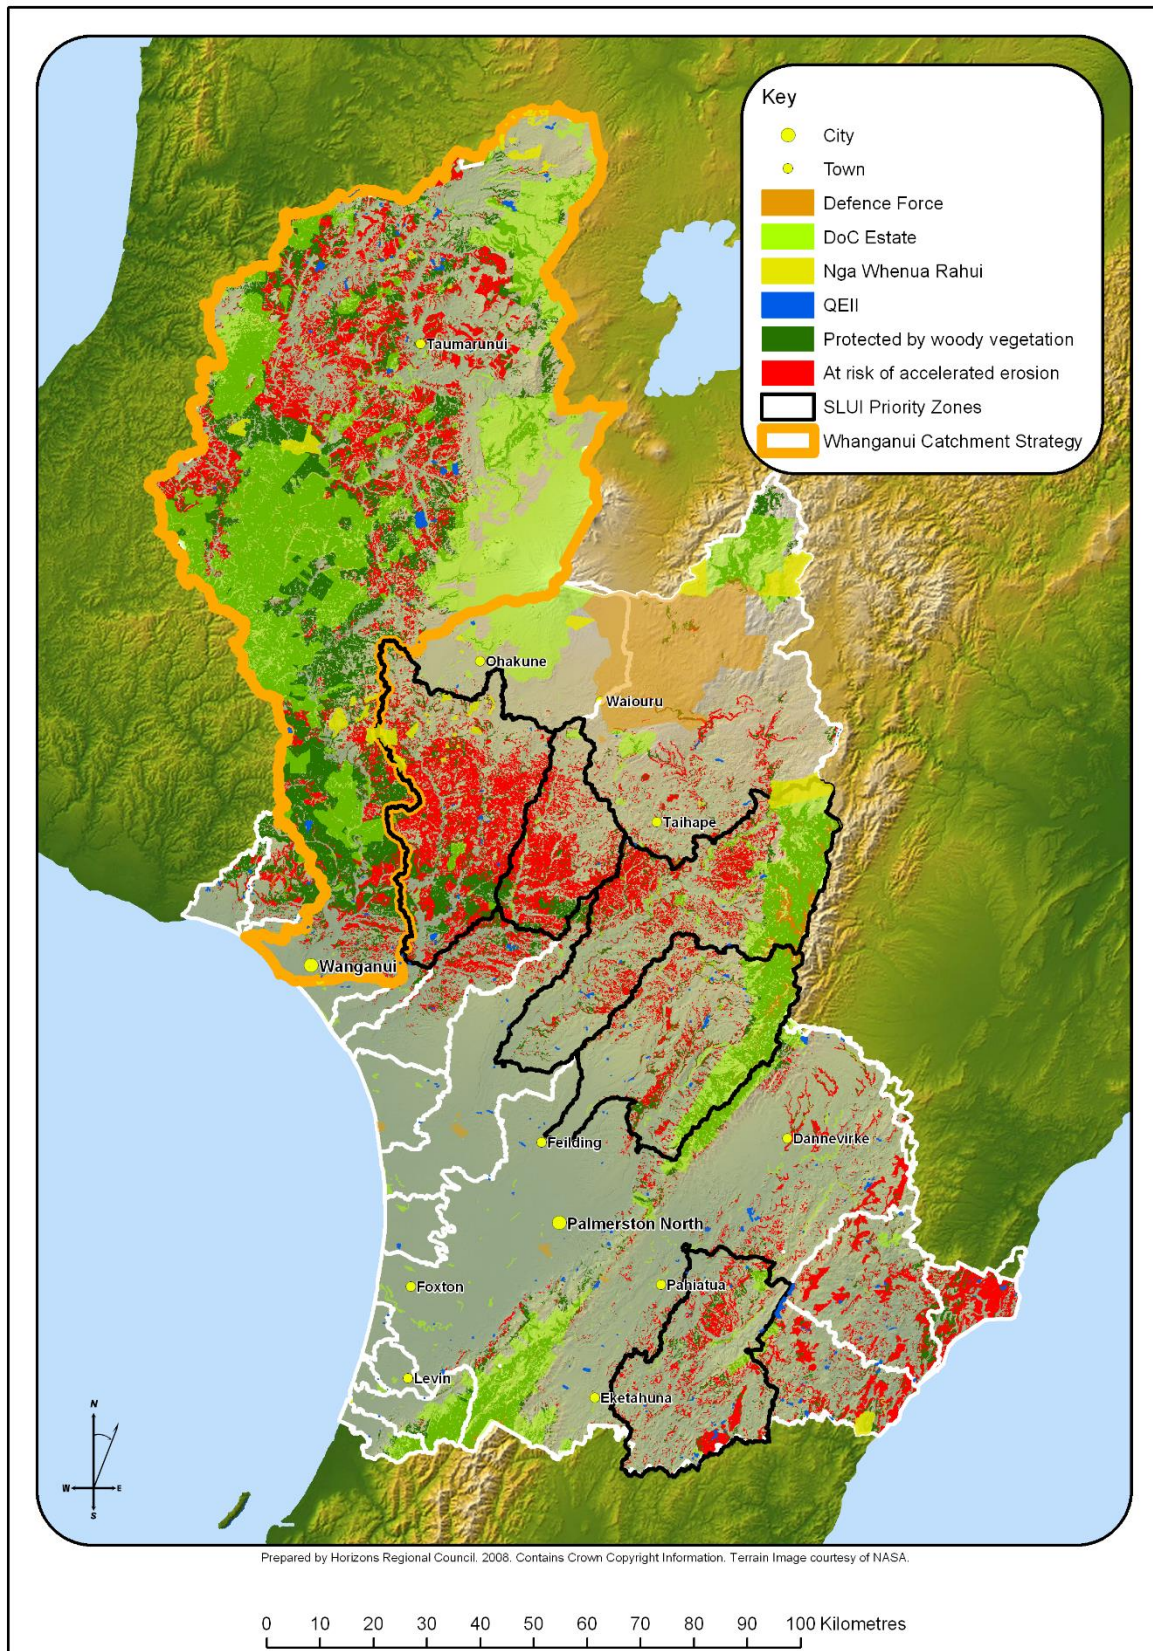 Key
City
Town
Defence Force
DoC Estate
Nga Whenua Rahui
QEII
Protected by woody vegetation
At risk of accelerated erosion
SLUI Priority Zones
Whanganui Catchment Strategy
Taumarunui
Ohakune
Waiouru
Taihape
Wanganui
Feilding
Dannevirke
Palmerston North
Foxton
Pahiatua
Levin
Eketahuna
N
W E
S
Prepared by Horizons Regional Council. 2008. Contains Crown Copyright Information. Terrain Image courtesy of NASA.
0 10 20 30 40 50 60 70 80 90 100 Kilometres